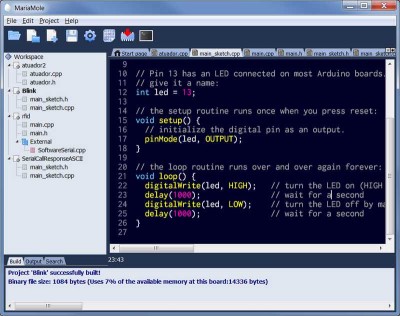 MariaMole
File Edit Project Help
Workspace
atuador2
atuador.cpp
atuador.h
Blink
main_sketch.h
main_sketch.cpp
rfid
main.cpp
main.h
External
SoftwareSerial.cpp
SerialCallResponseASCII
main_sketch.cpp
main_sketch.h
Start page atuador.cpp main_sketch.cpp main.cpp main.h main_sketch.cpp
9
10 // Pin 13 has an LED connected on most Arduino boards.
11 // give it a name:
12 int led = 13;
13
14 // the setup routine runs once when you press reset:
15 void setup() {
16 // initialize the digital pin as an output.
17 pinMode(led, OUTPUT);
18 }
19
20 // the loop routine runs over and over again forever:
21 void loop() {
22 digitalWrite(led, HIGH); // turn the LED on (HIGH
23 delay(1000); // wait for a second
24 digitalWrite(led, LOW); // turn the LED off by ma
25 delay(1000); // wait for a second
26 }
27
23:43
Build Output Search
Project 'Blink' successfully built!
Binary file size: 1084 bytes (Uses 7% of the available memory at this board:14336 bytes)